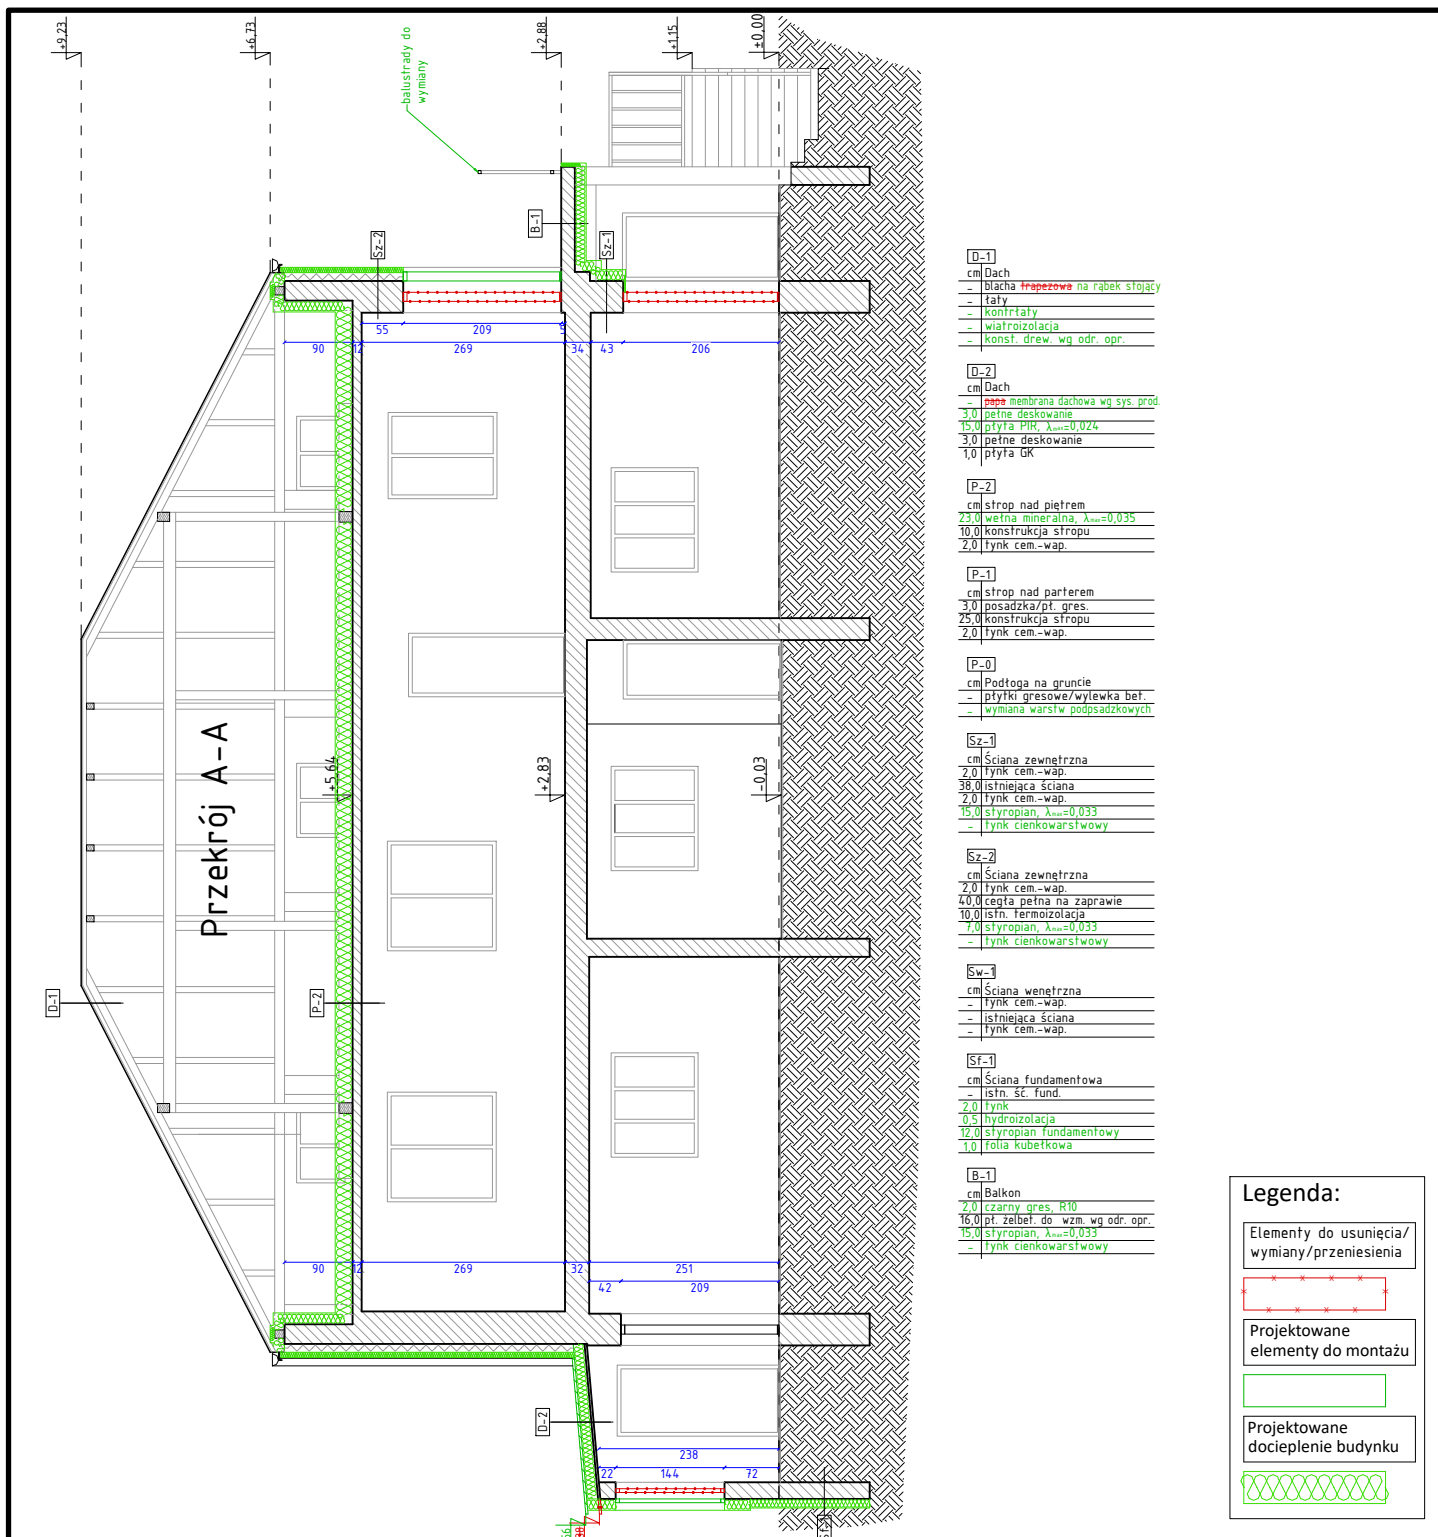 +9,23
+6,73
+2,88
+1,15
±0,00
balustrady do
wymiany
B-1
Sz-2
Sz-1
55
209
5
90
12
269
34
43
206
Przekrój A-A
+5,64
+2,83
-0,03
D-1
P-2
90
12
269
32
251
42
209
D-2
238
22
144
72
Sf-1
D-1
cm Dach
- blacha trapezowa na rąbek stojący
- łaty
- kontrłaty
- wiatroizolacja
- konst. drew. wg odr. opr.
D-2
cm Dach
- papa membrana dachowa wg sys. prod.
3,0 pełne deskowanie
15,0 płyta PIR, λmax=0,024
3,0 pełne deskowanie
1,0 płyta GK
P-2
cm strop nad piętrem
23,0 wełna mineralna, λmax=0,035
10,0 konstrukcja stropu
2,0 tynk cem.-wap.
P-1
cm strop nad parterem
3,0 posadzka/pł. gres.
25,0 konstrukcja stropu
2,0 tynk cem.-wap.
P-0
cm Podłoga na gruncie
- płytki gresowe/wylewka bet.
- wymiana warstw podpsadzkowych
Sz-1
cm Ściana zewnętrzna
2,0 tynk cem.-wap.
38,0 istniejąca ściana
2,0 tynk cem.-wap.
15,0 styropian, λmax=0,033
- tynk cienkowarstwowy
Sz-2
cm Ściana zewnętrzna
2,0 tynk cem.-wap.
40,0 cegła pełna na zaprawie
10,0 istn. termoizolacja
7,0 styropian, λmax=0,033
- tynk cienkowarstwowy
Sw-1
cm Ściana wenętrzna
- tynk cem.-wap.
- istniejąca ściana
- tynk cem.-wap.
Sf-1
cm Ściana fundamentowa
- istn. śc. fund.
2,0 tynk
0,5 hydroizolacja
12,0 styropian fundamentowy
1,0 folia kubełkowa
B-1
cm Balkon
2,0 czarny gres, R10
16,0 pł. żelbet. do wzm. wg odr. opr.
15,0 styropian, λmax=0,033
- tynk cienkowarstwowy
Legenda:
Elementy do usunięcia/
wymiany/przeniesienia
Projektowane
elementy do montażu
Projektowane
docieplenie budynku